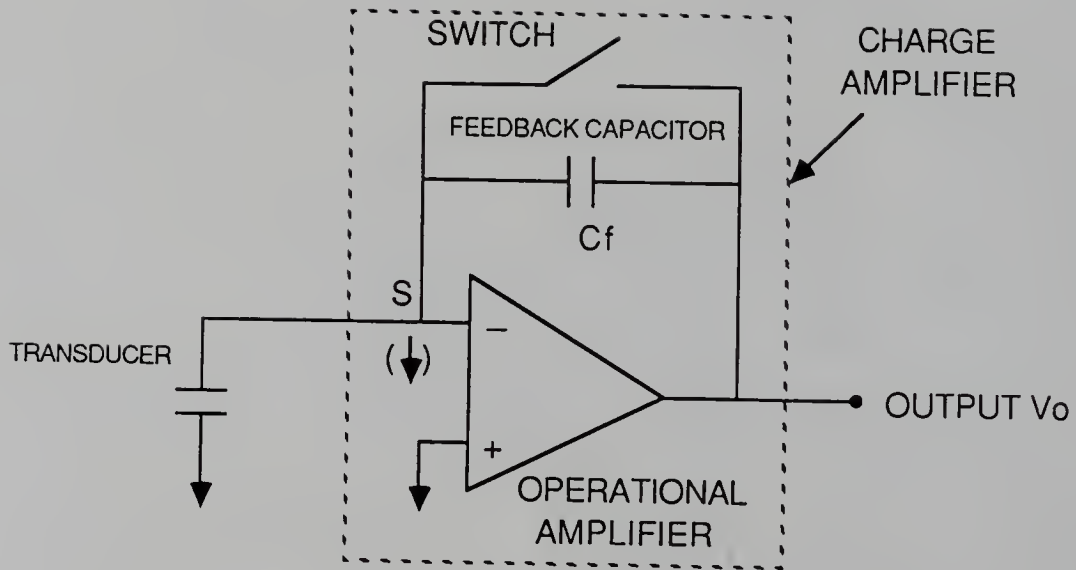 SWITCH
CHARGE
AMPLIFIER
FEEDBACK CAPACITOR
Cf
S
−
(
)
TRANSDUCER
+
OUTPUT Vo
OPERATIONAL
AMPLIFIER